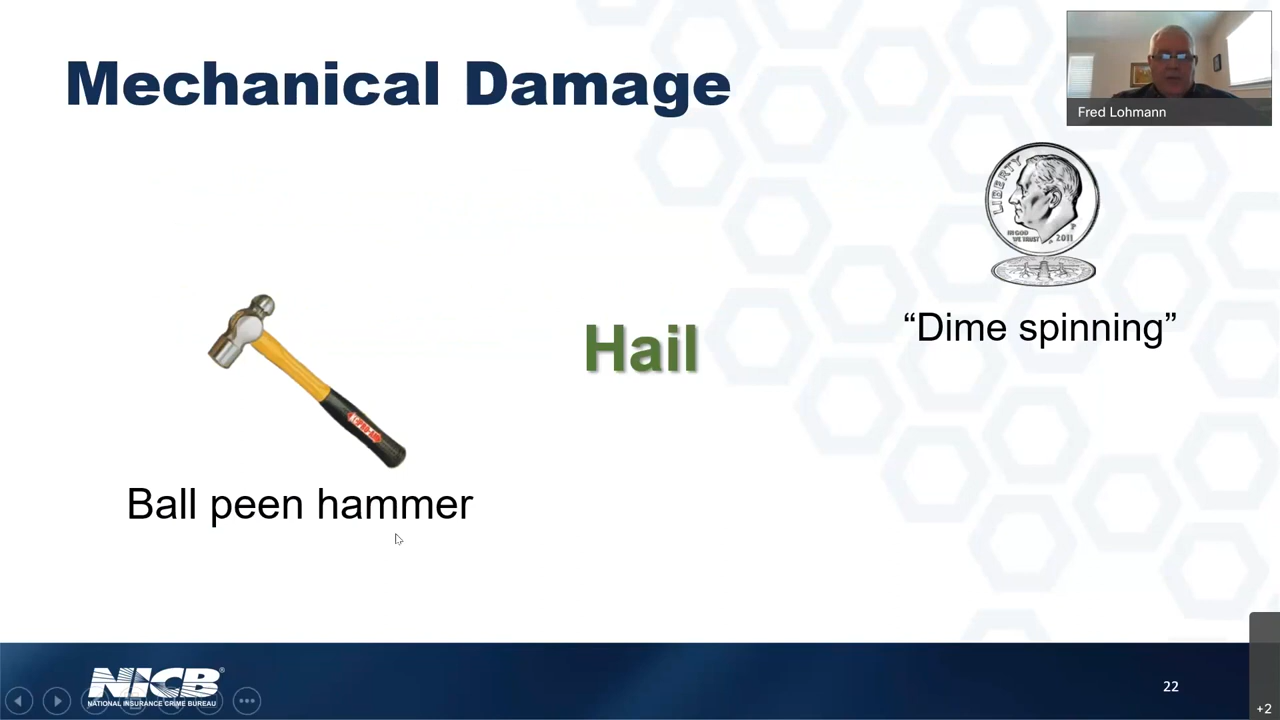 Mechanical Damage
Fred Lohmann
LIBERTY
IN GOD
WE TRUST
P
2011
“Dime spinning”
Hail
Ball peen hammer
NICB®
NATIONAL INSURANCE CRIME BUREAU
22
+2